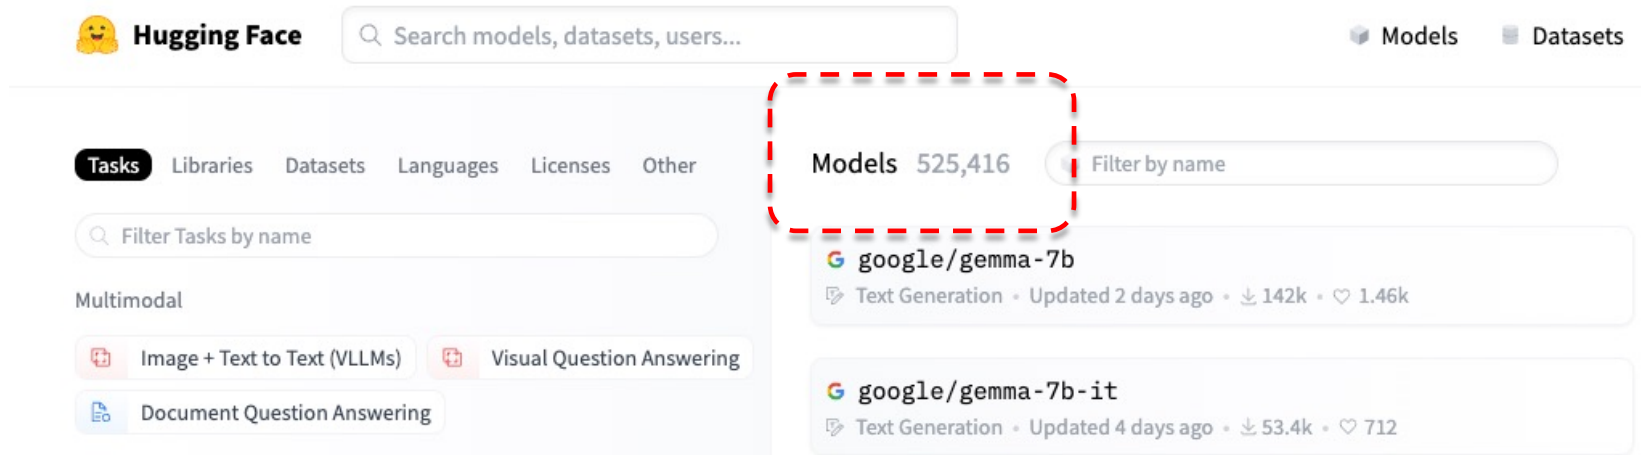 Hugging Face
Search models, datasets, users...
Models
Datasets
Tasks Libraries Datasets Languages Licenses Other
Filter Tasks by name
Multimodal
Image + Text to Text (VLLMs)
Visual Question Answering
Document Question Answering
Models 525,416
Filter by name
google/gemma-7b
Text Generation • Updated 2 days ago • 142k • 1.46k
google/gemma-7b-it
Text Generation • Updated 4 days ago • 53.4k • 712